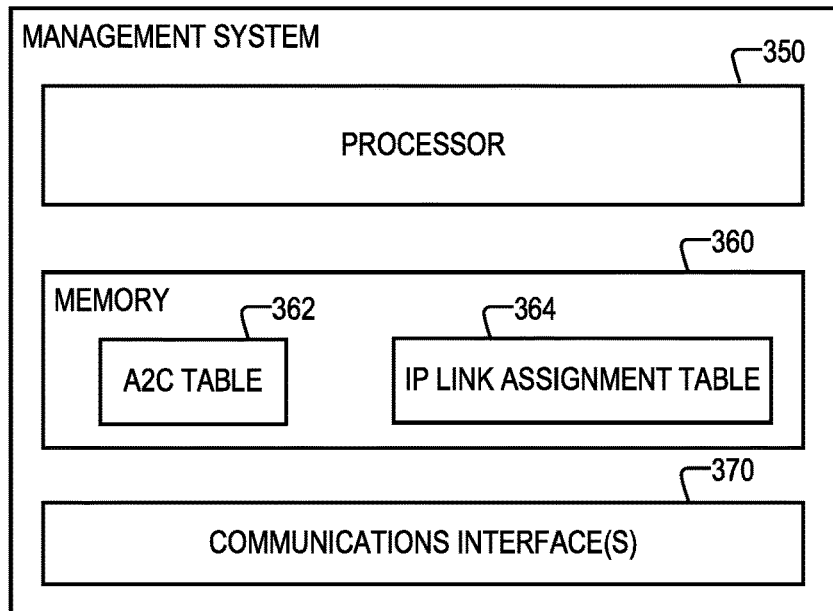 MANAGEMENT SYSTEM
350
PROCESSOR
360
MEMORY
362
364
A2C TABLE
IP LINK ASSIGNMENT TABLE
370
COMMUNICATIONS INTERFACE(S)